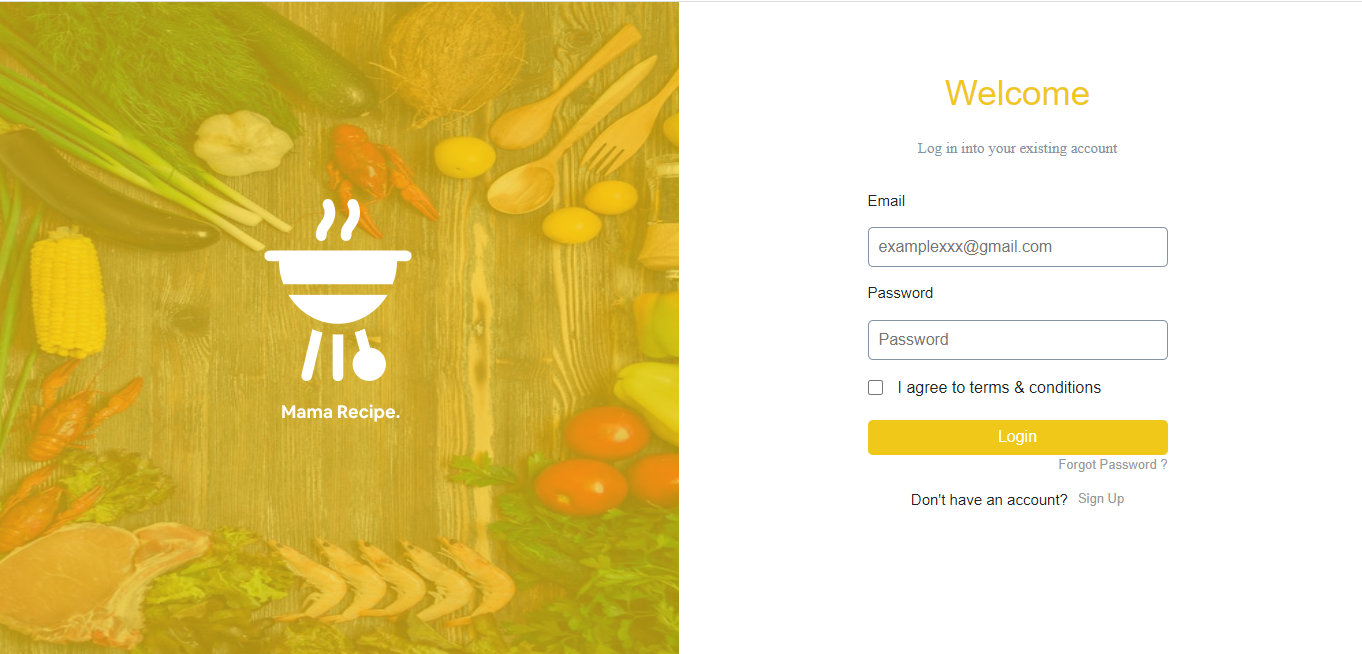 Mama Recipe.
Welcome
Log in into your existing account
Email
examplexxx@gmail.com
Password
Password
I agree to terms & conditions
Login
Forgot Password ?
Don't have an account? Sign Up